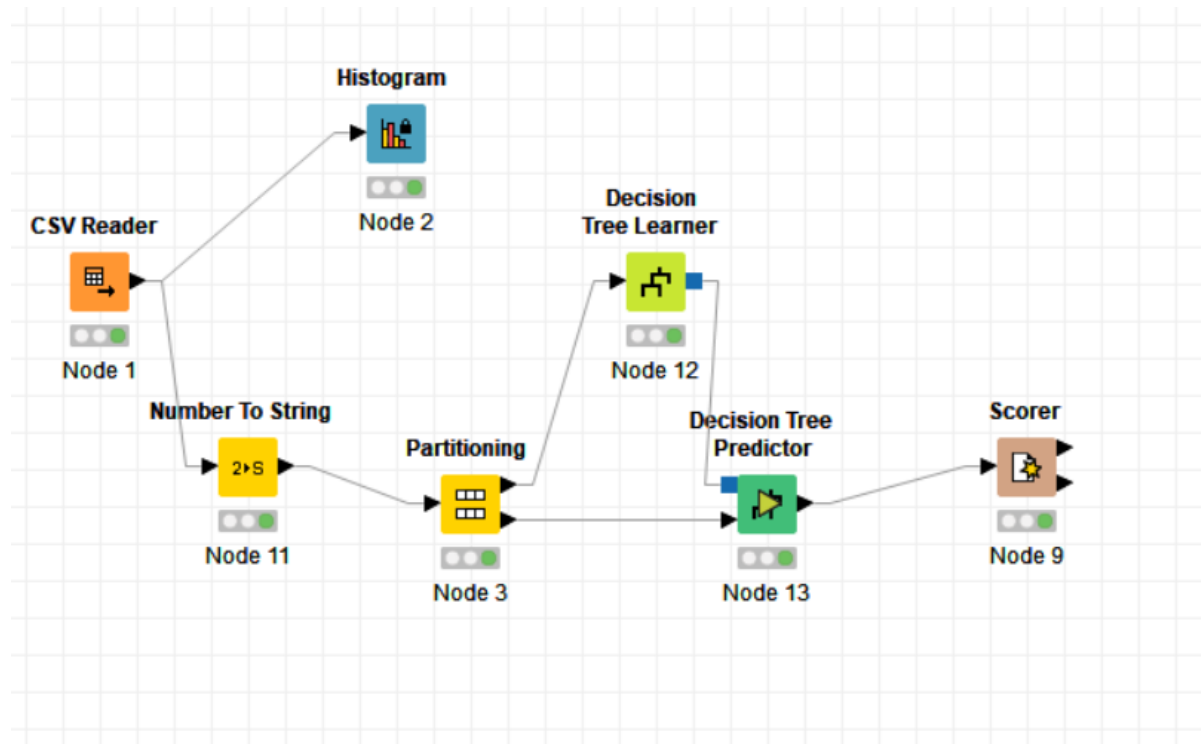 Histogram
Node 2
CSV Reader
Node 1
Decision
Tree Learner
Node 12
Number To String
2▸S
Node 11
Partitioning
Node 3
Decision Tree
Predictor
Node 13
Scorer
Node 9